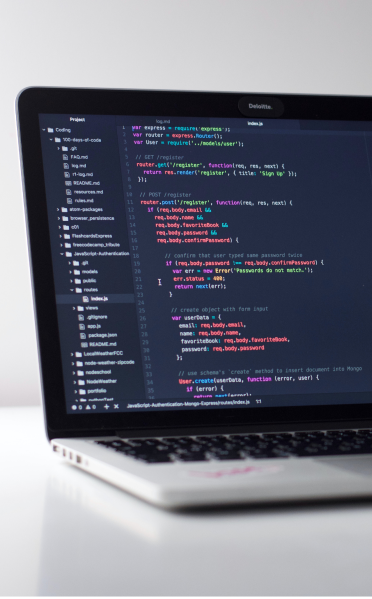 Deloitte.
Project
log.md
index.js
Coding
100-days-of-code
.git
FAQ.md
log.md
r1-log.md
README.md
resources.md
rules.md
atom-packages
browser_persistence
c01
FlashcardsExpress
freecodecamp_tribute
JavaScript-Authentication-
.git
models
public
routes
index.js
views
.gitignore
app.js
package.json
README.md
LocalWeatherFCC
node-weather-zipcode
nodeschool
NodeWeather
portfolio
1 var express = require('express');
var router = express.Router();
var User = require('../models/user');
// GET /register
router.get('/register', function(req, res, next) {
return res.render('register', { title: 'Sign Up' });
});
// POST /register
router.post('/register', function(req, res, next) {
if (req.body.email &&
req.body.name &&
req.body.favoriteBook &&
req.body.password &&
req.body.confirmPassword) {
// confirm that user typed same password twice
if (req.body.password !== req.body.confirmPassword) {
var err = new Error('Passwords do not match.');
err.status = 400;
return next(err);
}
// create object with form input
var userData = {
email: req.body.email,
name: req.body.name,
favoriteBook: req.body.favoriteBook,
password: req.body.password
};
// use schema's `create` method to insert document into Mongo
User.create(userData, function (error, user) {
if (error) {
return next(error);
0 0 JavaScript-Authentication-Mongo-Express/routes/index.js 1:1